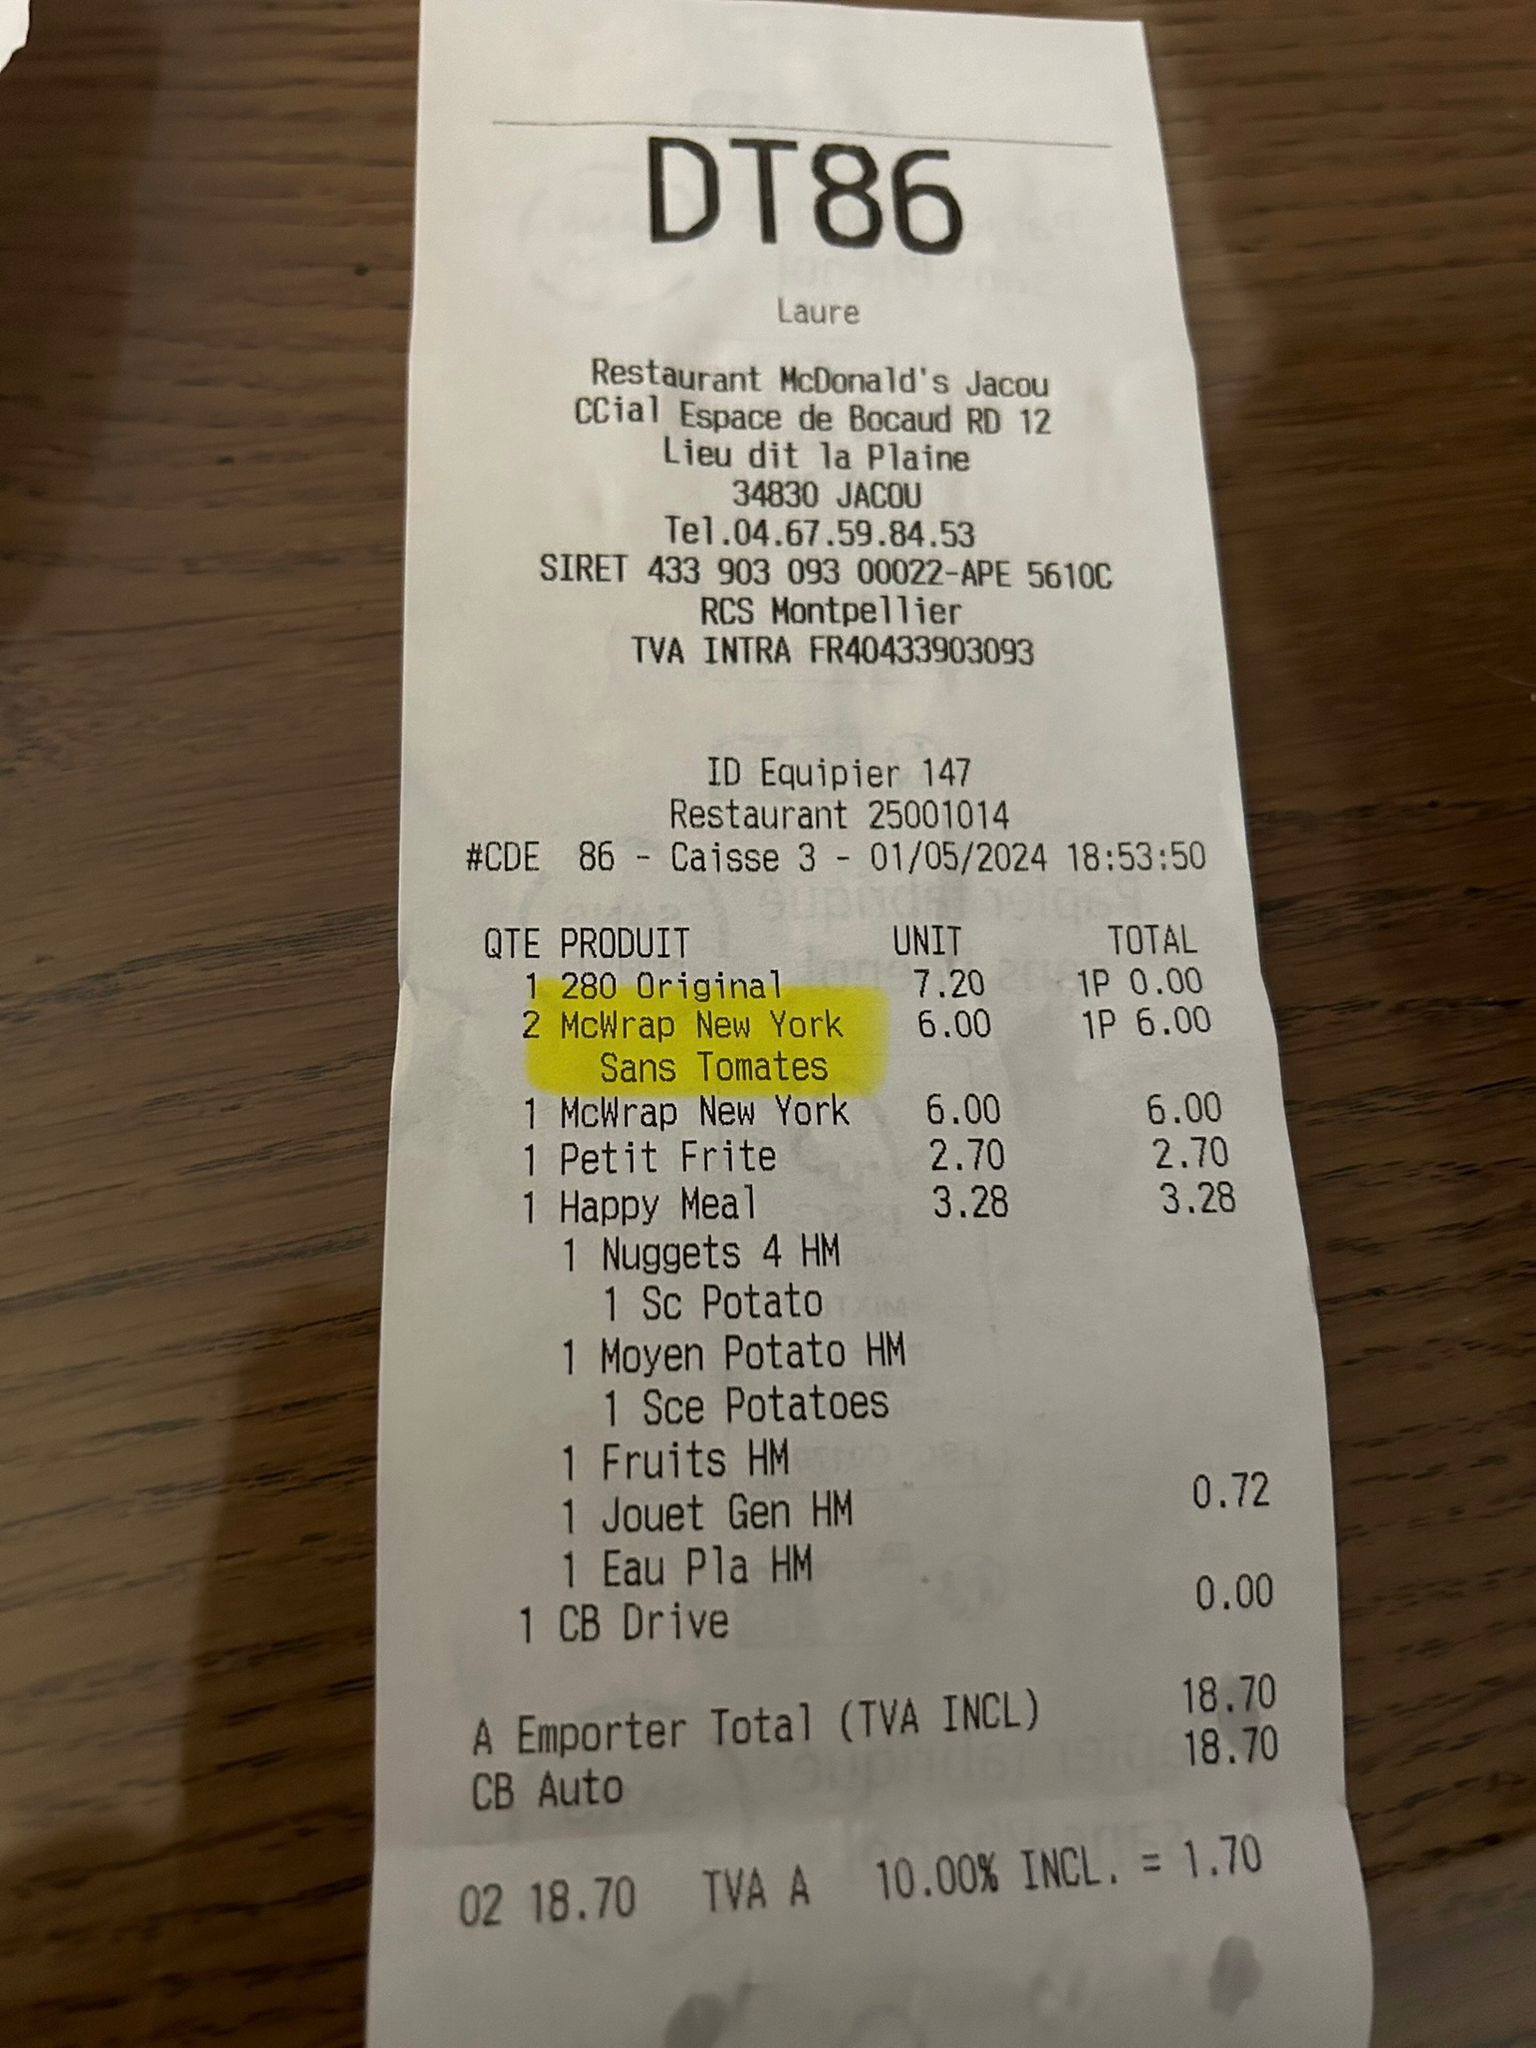 DT86
Laure
Restaurant McDonald's Jacou
CCial Espace de Bocaud RD 12
Lieu dit la Plaine
34830 JACOU
Tel.04.67.59.84.53
SIRET 433 903 093 00022-APE 5610C
RCS Montpellier
TVA INTRA FR40433903093
ID Equipier 147
Restaurant 25001014
#CDE 86 - Caisse 3 - 01/05/2024 18:53:50
QTE PRODUIT UNIT TOTAL
1 280 Original 7.20 1P 0.00
2 McWrap New York 6.00 1P 6.00
Sans Tomates
1 McWrap New York 6.00 6.00
1 Petit Frite 2.70 2.70
1 Happy Meal 3.28 3.28
1 Nuggets 4 HM
1 Sc Potato
1 Moyen Potato HM
1 Sce Potatoes
1 Fruits HM
1 Jouet Gen HM 0.72
1 Eau Pla HM
1 CB Drive 0.00
A Emporter Total (TVA INCL) 18.70
CB Auto 18.70
02 18.70 TVA A 10.00% INCL. = 1.70